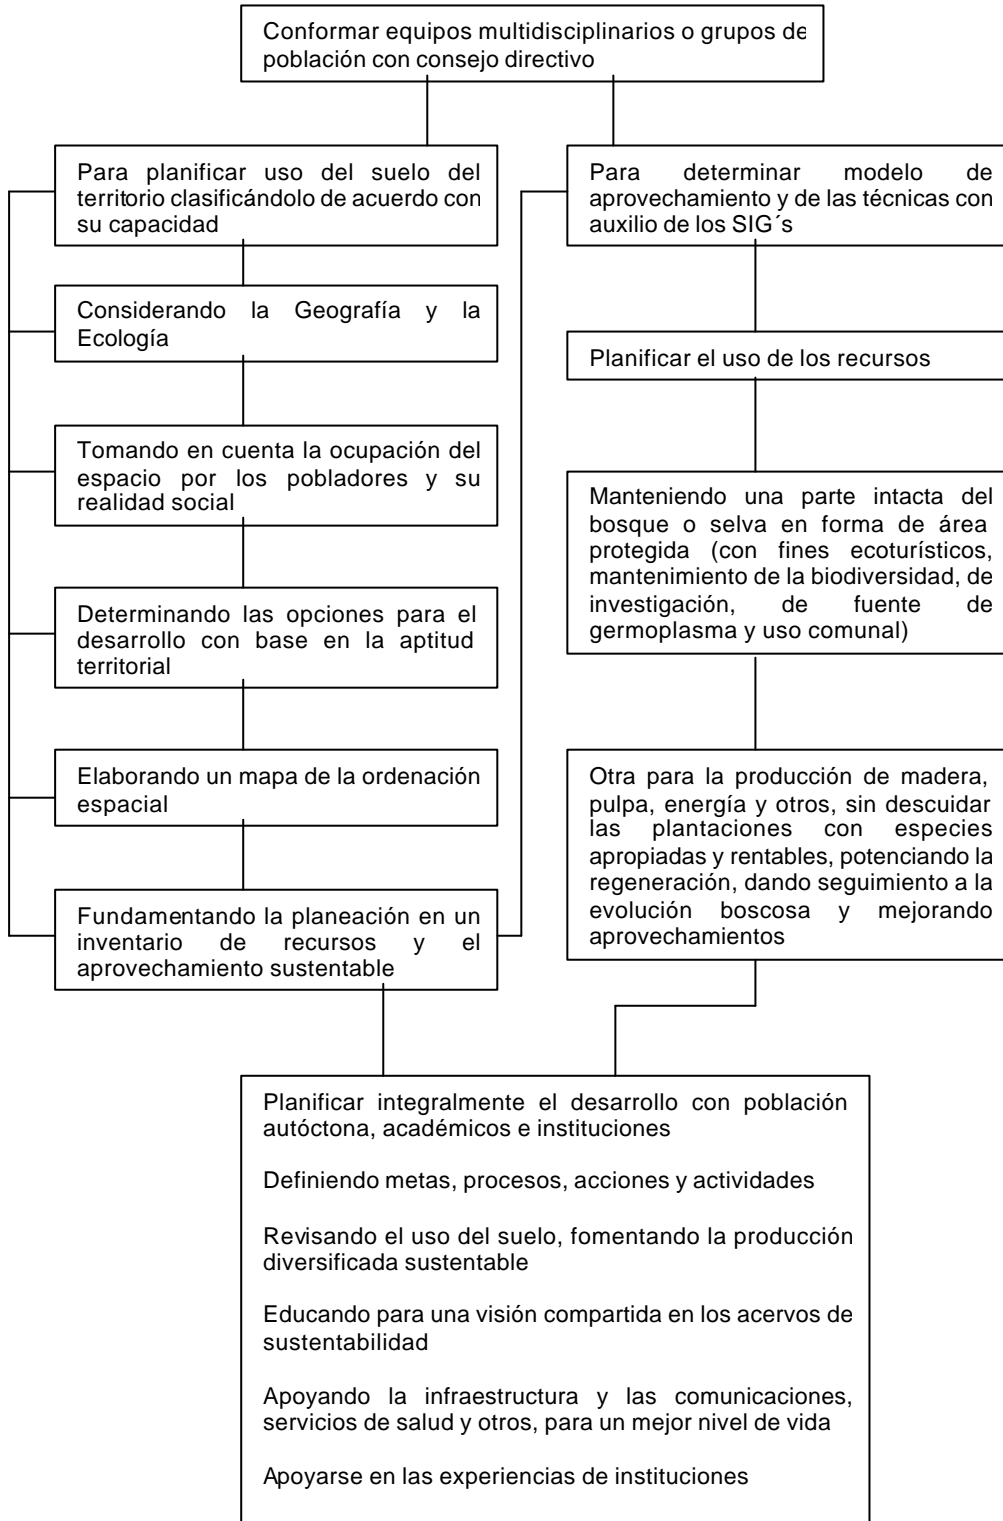 Conformar equipos multidisciplinarios o grupos de
población con consejo directivo
Para planificar uso del suelo del
territorio clasificándolo de acuerdo con
su capacidad
Considerando la Geografía y la
Ecología
Tomando en cuenta la ocupación del
espacio por los pobladores y su
realidad social
Determinando las opciones para el
desarrollo con base en la aptitud
territorial
Elaborando un mapa de la ordenación
espacial
Fundamentando la planeación en un
inventario de recursos y el
aprovechamiento sustentable
Para determinar modelo de
aprovechamiento y de las técnicas con
auxilio de los SIG´s
Planificar el uso de los recursos
Manteniendo una parte intacta del
bosque o selva en forma de área
protegida (con fines ecoturísticos,
mantenimiento de la biodiversidad, de
investigación, de fuente de
germoplasma y uso comunal)
Otra para la producción de madera,
pulpa, energía y otros, sin descuidar
las plantaciones con especies
apropiadas y rentables, potenciando la
regeneración, dando seguimiento a la
evolución boscosa y mejorando
aprovechamientos
Planificar integralmente el desarrollo con población
autóctona, académicos e instituciones
Definiendo metas, procesos, acciones y actividades
Revisando el uso del suelo, fomentando la producción
diversificada sustentable
Educando para una visión compartida en los acervos de
sustentabilidad
Apoyando la infraestructura y las comunicaciones,
servicios de salud y otros, para un mejor nivel de vida
Apoyarse en las experiencias de instituciones